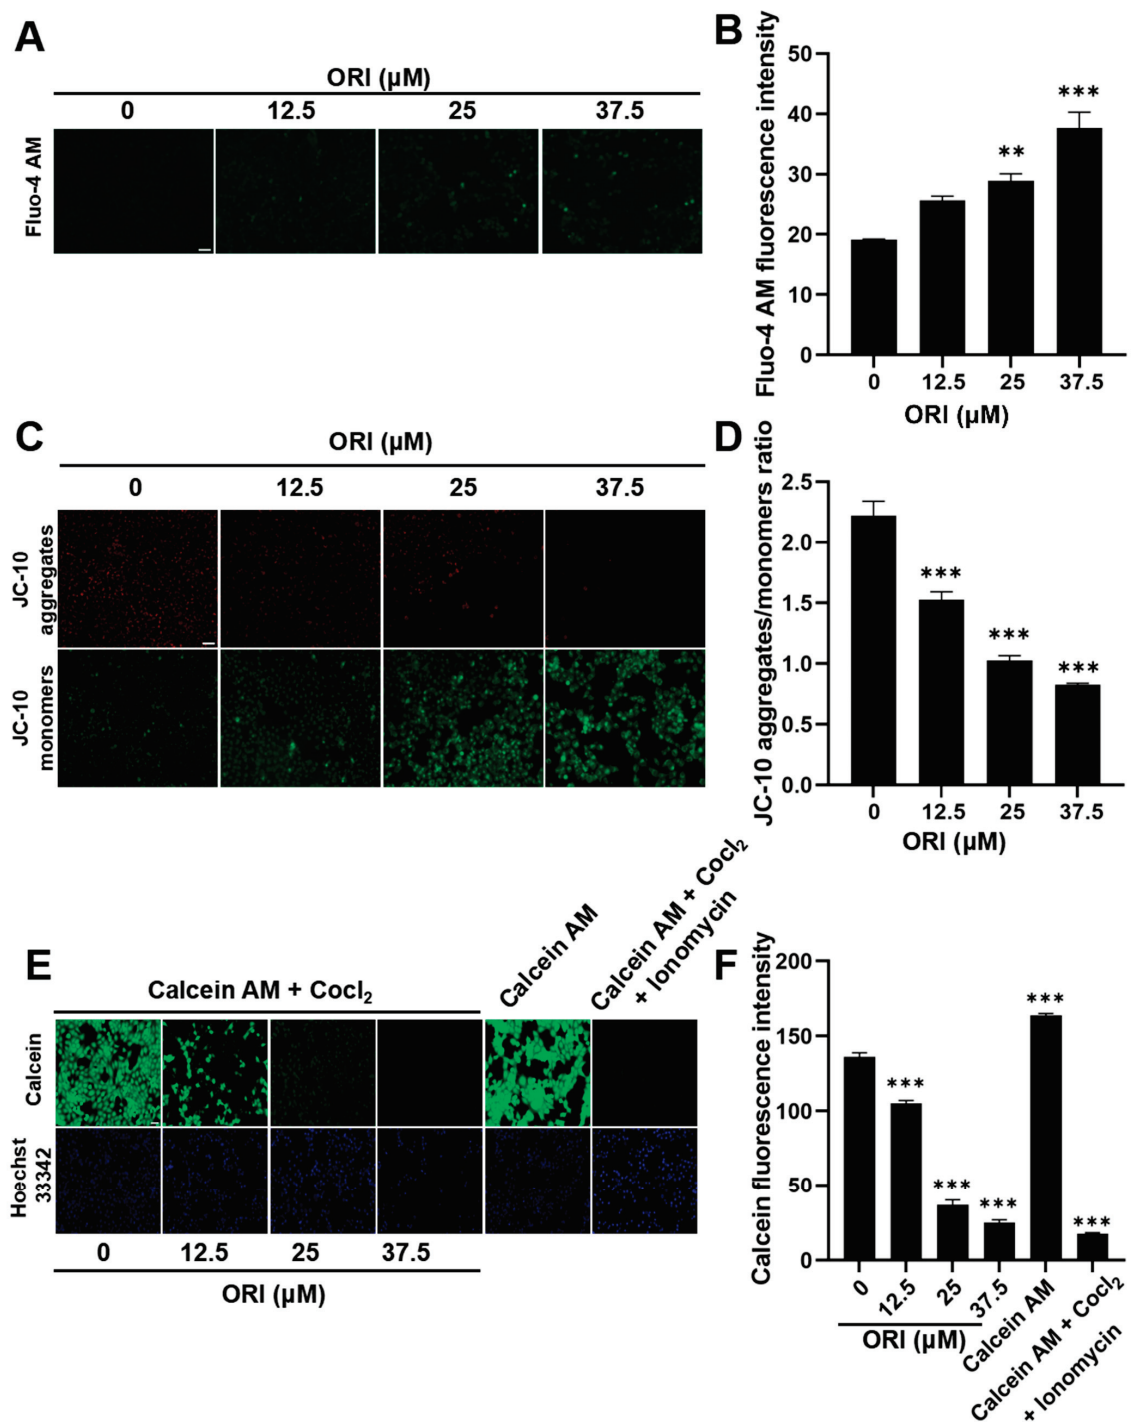 A
ORI (μM)
0 12.5 25 37.5
Fluo-4 AM
B
Fluo-4 AM fluorescence intensity
50
40
30
20
10
0
** ***
0 12.5 25 37.5
ORI (μM)
C
ORI (μM)
0 12.5 25 37.5
JC-10
aggregates
JC-10
monomers
D
JC-10 aggregates/monomers ratio
2.5
2.0
1.5
1.0
0.5
0.0
*** *** ***
0 12.5 25 37.5
ORI (μM)
E
Calcein AM + Cocl₂
Calcein AM
Calcein AM + Cocl₂
+ Ionomycin
Calcein
Hoechst
33342
0 12.5 25 37.5
ORI (μM)
F
Calcein fluorescence intensity
200
150
100
50
0
*** *** *** *** ***
0 12.5 25 37.5
ORI (μM)
Calcein AM
Calcein AM + Cocl₂
+ Ionomycin